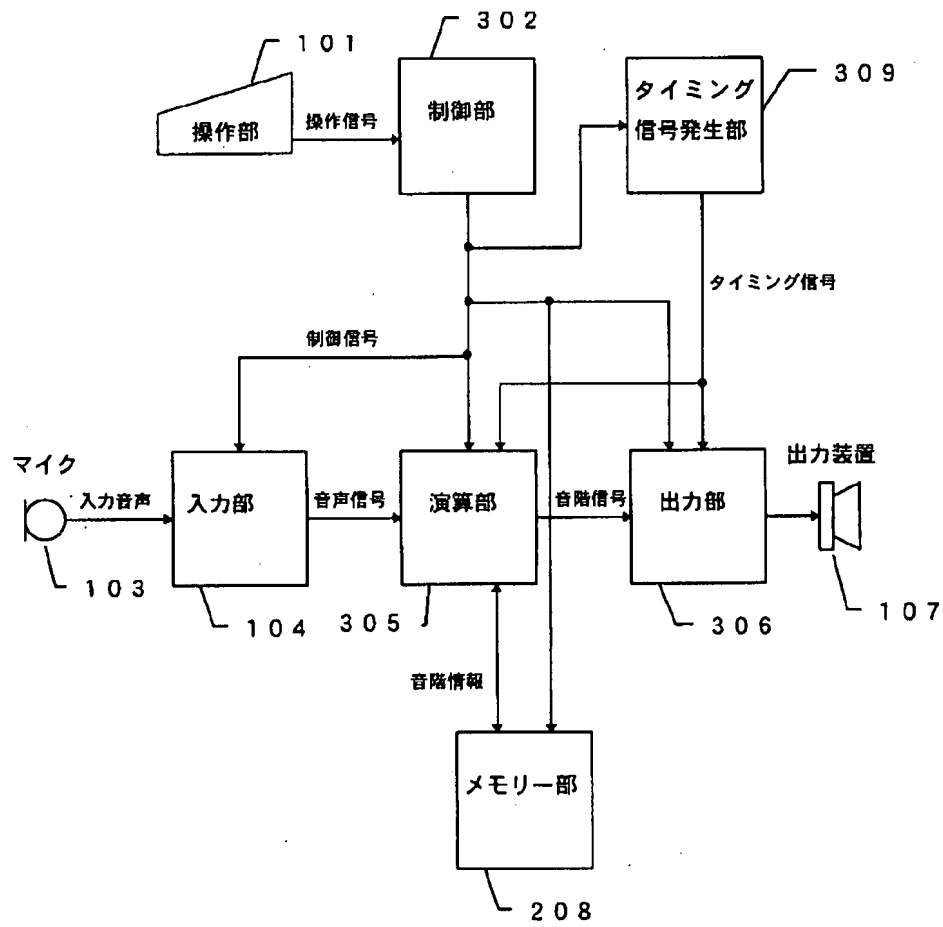 ３０２
１０１
３０９
操作部
操作信号
制御部
タイミング
信号発生部
タイミング信号
制御信号
マイク
入力音声
入力部
音声信号
演算部
音階信号
出力部
出力装置
１０３
１０４
３０５
３０６
１０７
音階情報
メモリー部
２０８